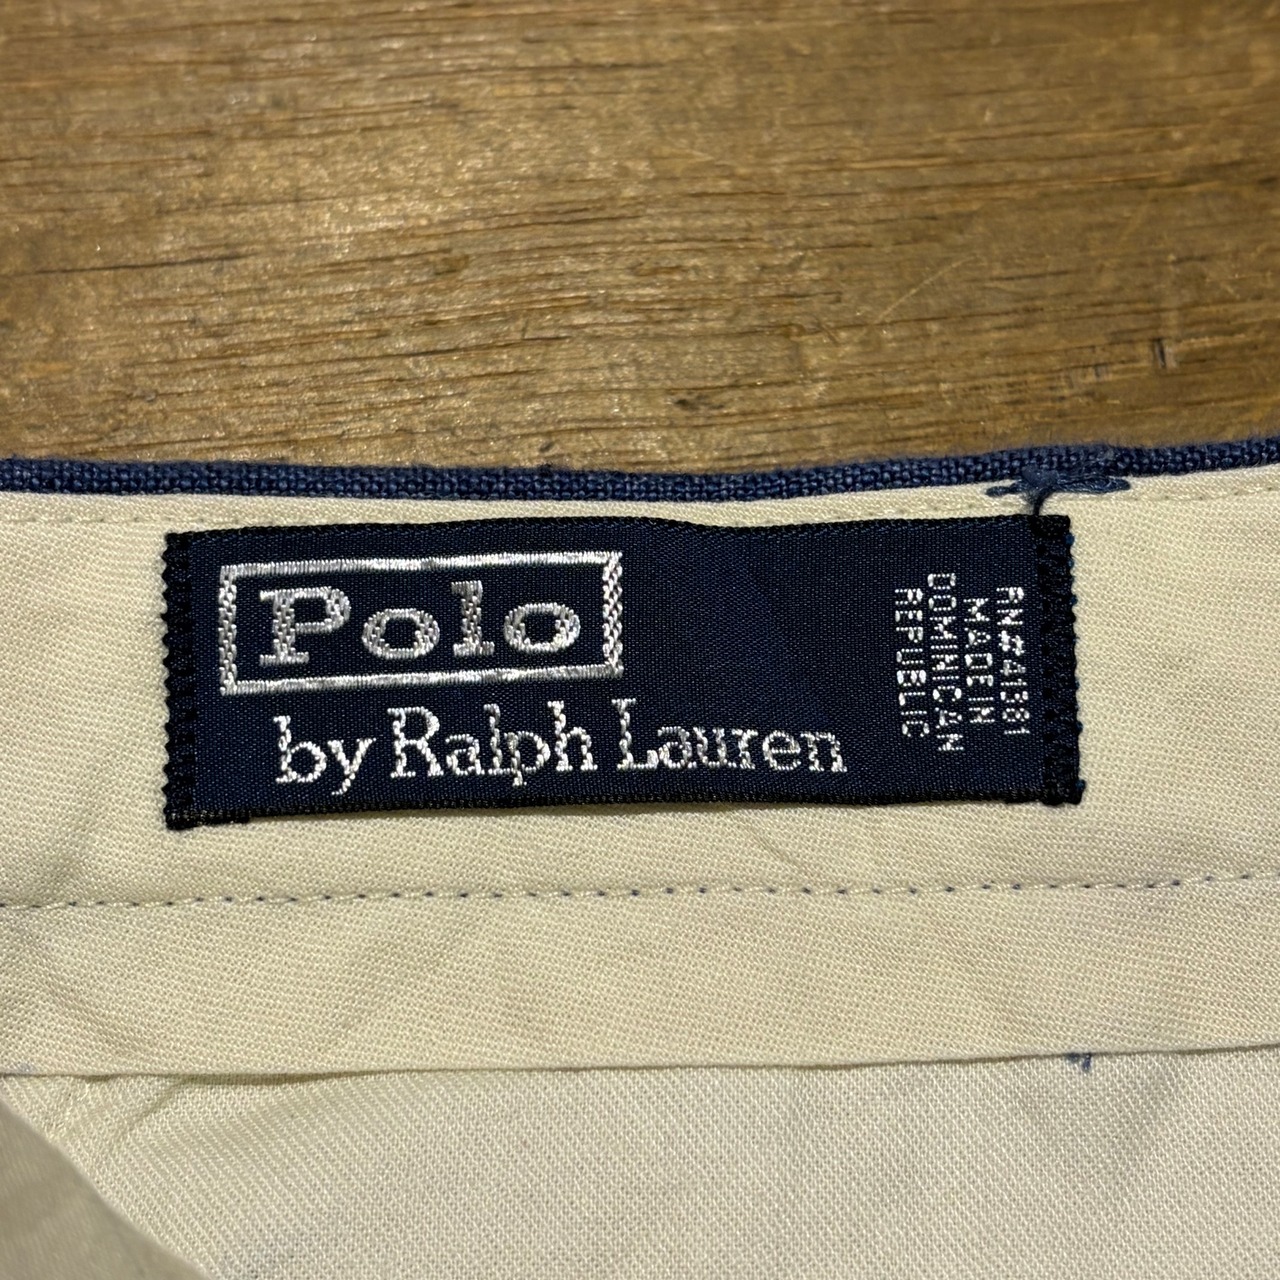 Polo
by Ralph Lauren
RN#41381
MADE IN
DOMINICAN
REPUBLIC